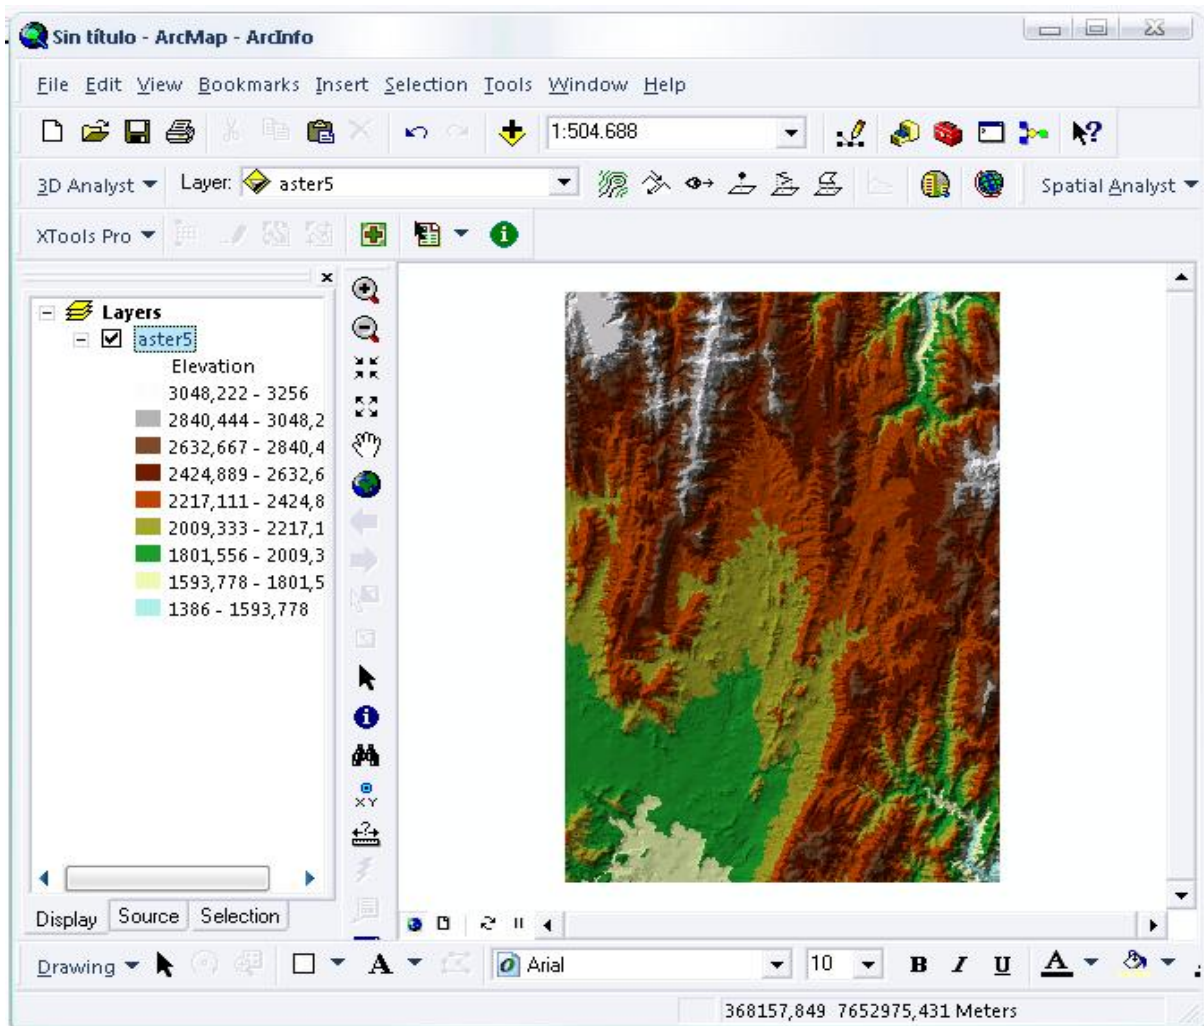 Sin título - ArcMap - ArcInfo
File Edit View Bookmarks Insert Selection Tools Window Help
1:504.688
3D Analyst Layer: aster5 Spatial Analyst
XTools Pro
Layers
aster5
Elevation
3048,222 - 3256
2840,444 - 3048,2
2632,667 - 2840,4
2424,889 - 2632,6
2217,111 - 2424,8
2009,333 - 2217,1
1801,556 - 2009,3
1593,778 - 1801,5
1386 - 1593,778
XY
Display Source Selection
Drawing A Arial 10 B I U A
368157,849 7652975,431 Meters